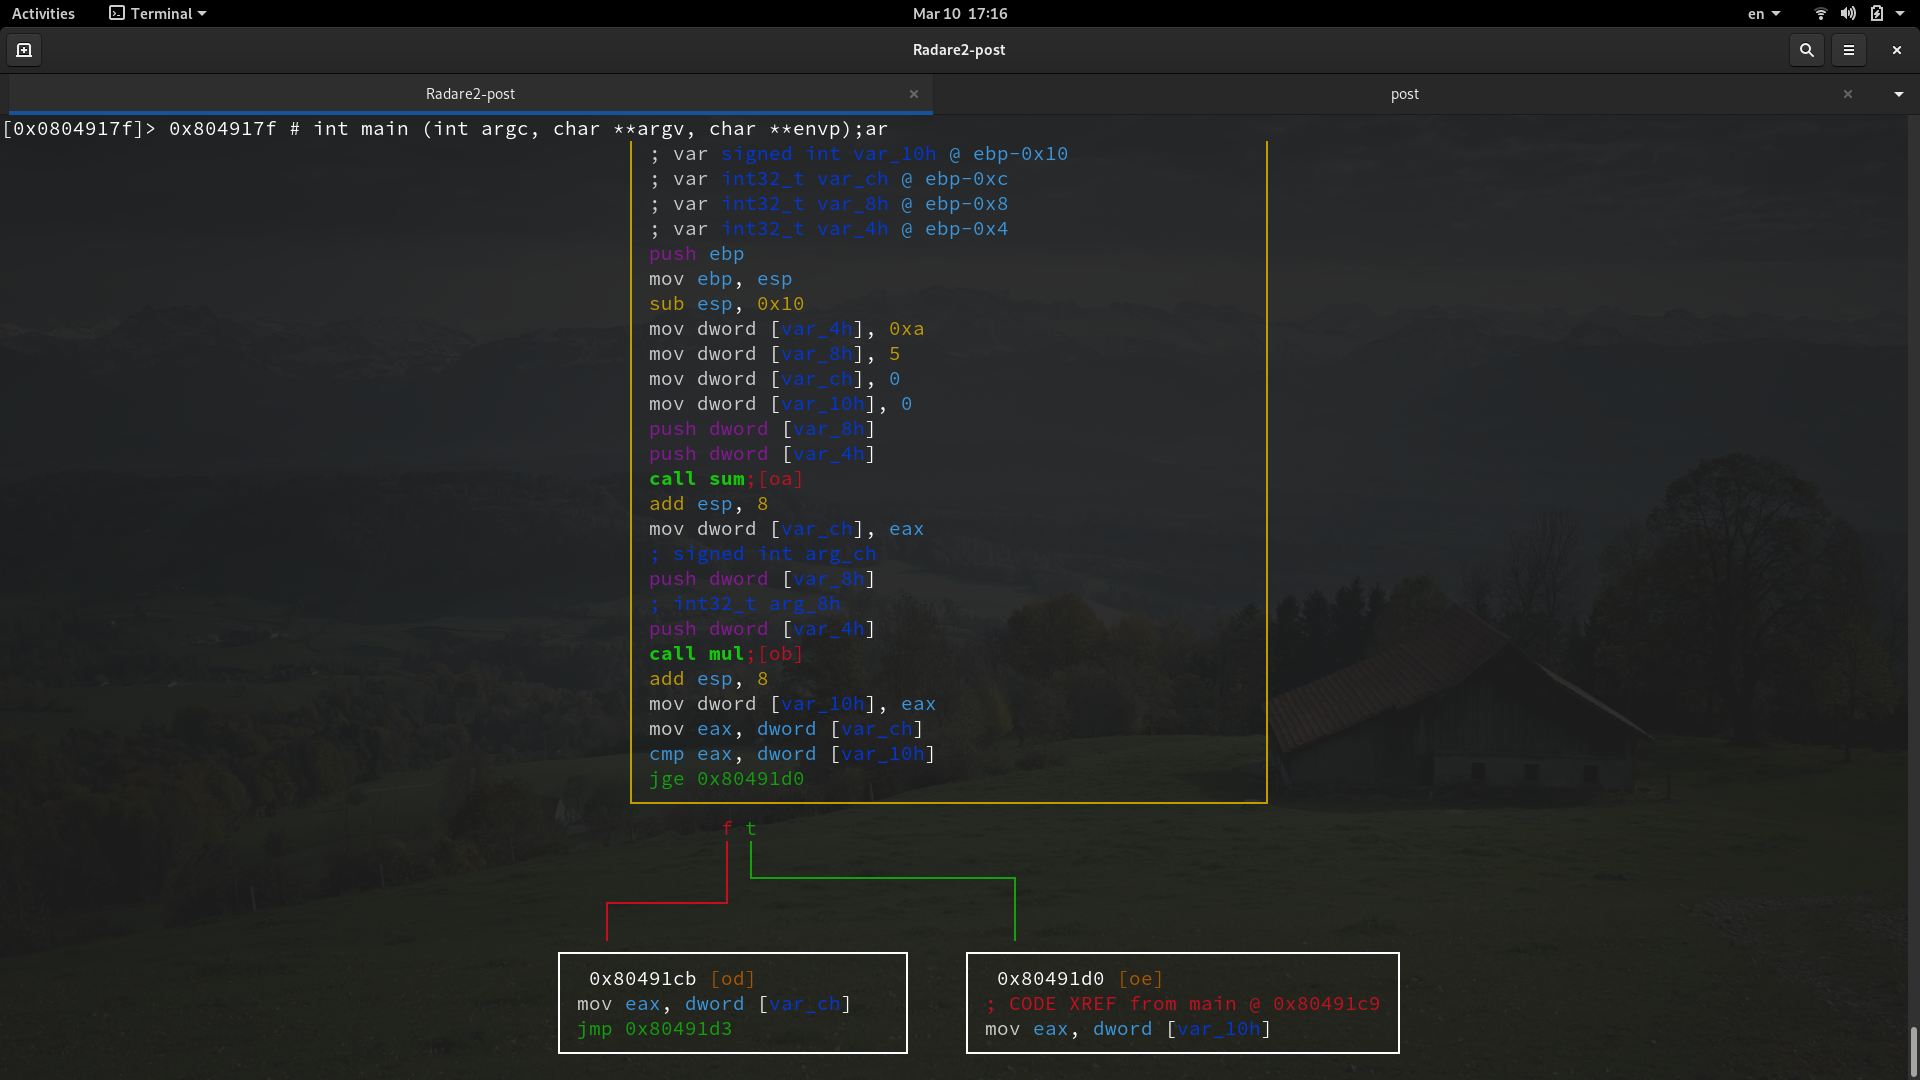 Activities Terminal Mar 10 17:16 en
Radare2-post
Radare2-post post
[0x0804917f]> 0x804917f # int main (int argc, char **argv, char **envp);ar
; var signed int var_10h @ ebp-0x10
; var int32_t var_ch @ ebp-0xc
; var int32_t var_8h @ ebp-0x8
; var int32_t var_4h @ ebp-0x4
push ebp
mov ebp, esp
sub esp, 0x10
mov dword [var_4h], 0xa
mov dword [var_8h], 5
mov dword [var_ch], 0
mov dword [var_10h], 0
push dword [var_8h]
push dword [var_4h]
call sum;[oa]
add esp, 8
mov dword [var_ch], eax
; signed int arg_ch
push dword [var_8h]
; int32_t arg_8h
push dword [var_4h]
call mul;[ob]
add esp, 8
mov dword [var_10h], eax
mov eax, dword [var_ch]
cmp eax, dword [var_10h]
jge 0x80491d0
f t
0x80491cb [od]
mov eax, dword [var_ch]
jmp 0x80491d3
0x80491d0 [oe]
; CODE XREF from main @ 0x80491c9
mov eax, dword [var_10h]